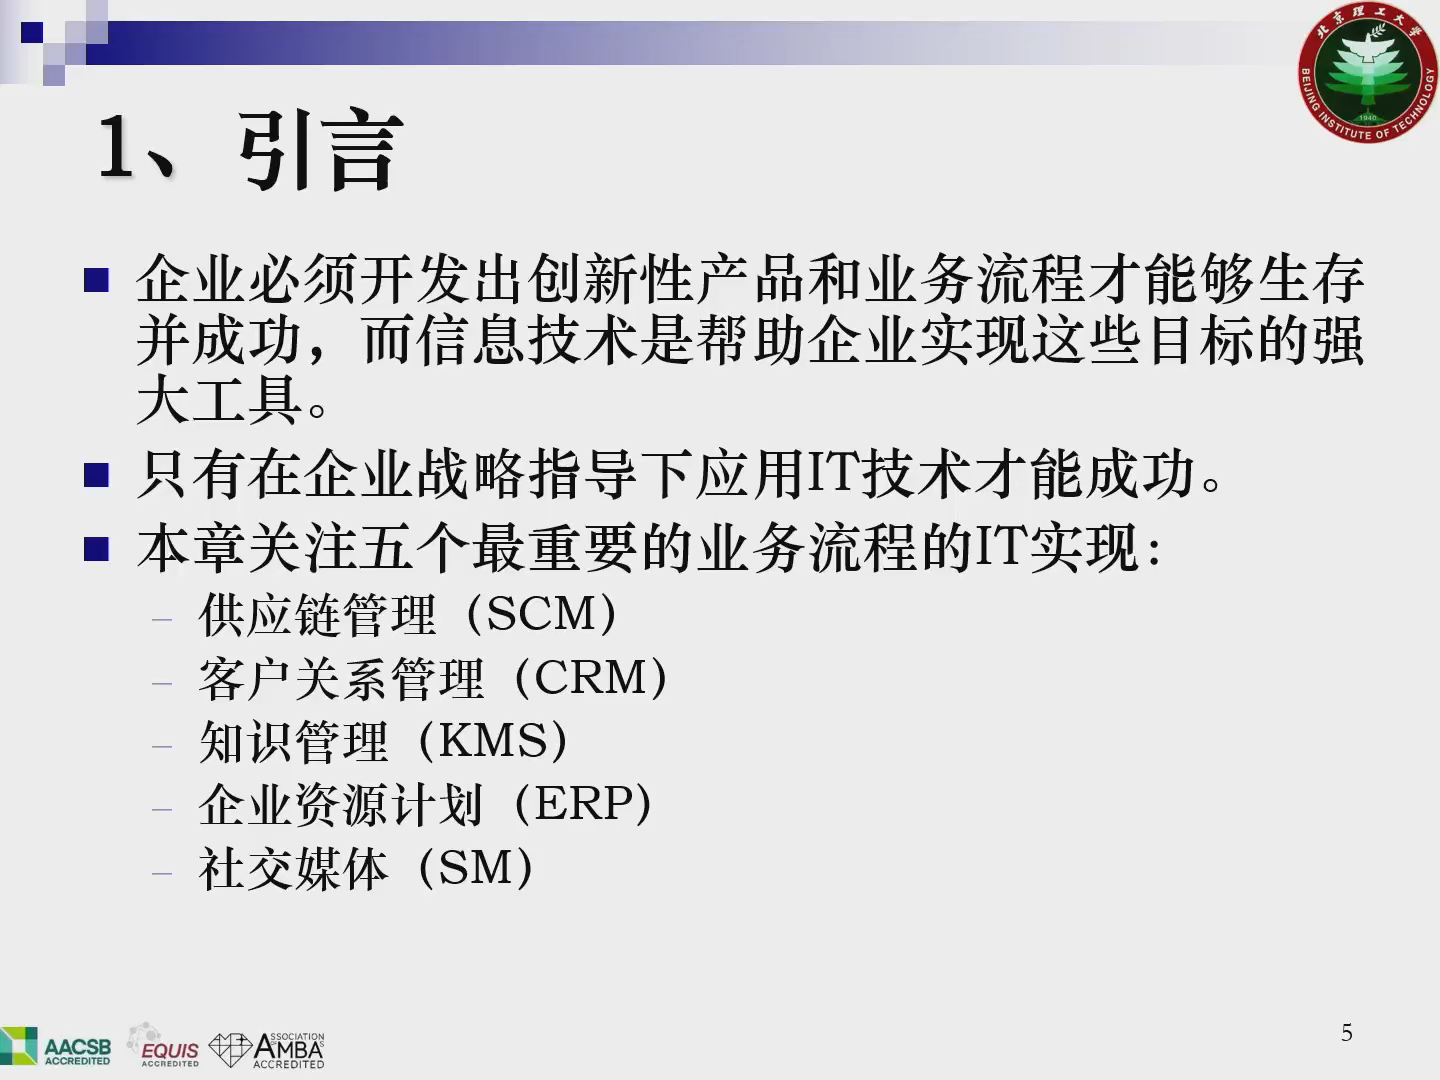 北京理工大学
BEIJING INSTITUTE OF TECHNOLOGY
1940
1、引言
企业必须开发出创新性产品和业务流程才能够生存
并成功，而信息技术是帮助企业实现这些目标的强
大工具。
只有在企业战略指导下应用IT技术才能成功。
本章关注五个最重要的业务流程的IT实现：
– 供应链管理（SCM）
– 客户关系管理（CRM）
– 知识管理（KMS）
– 企业资源计划（ERP）
– 社交媒体（SM）
AACSB
ACCREDITED
EQUIS
ACCREDITED
ASSOCIATION
AMBA
ACCREDITED
5